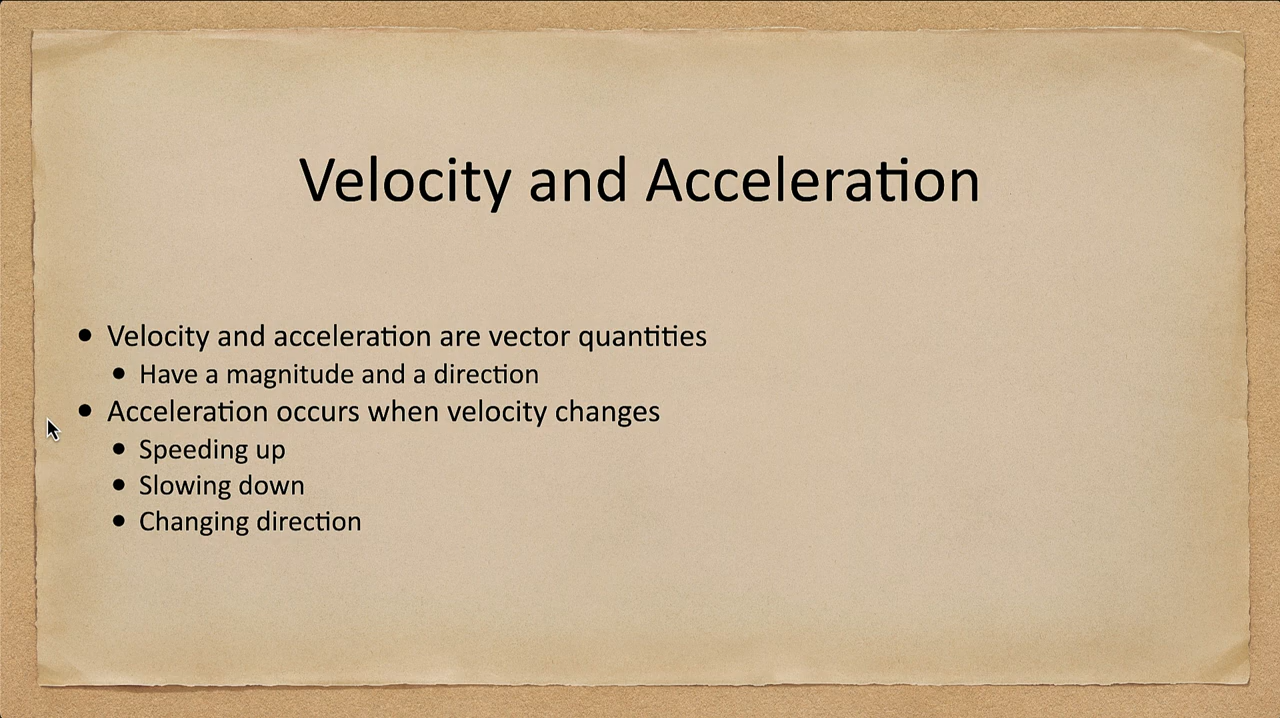 Velocity and Acceleration
• Velocity and acceleration are vector quantities
• Have a magnitude and a direction
• Acceleration occurs when velocity changes
• Speeding up
• Slowing down
• Changing direction